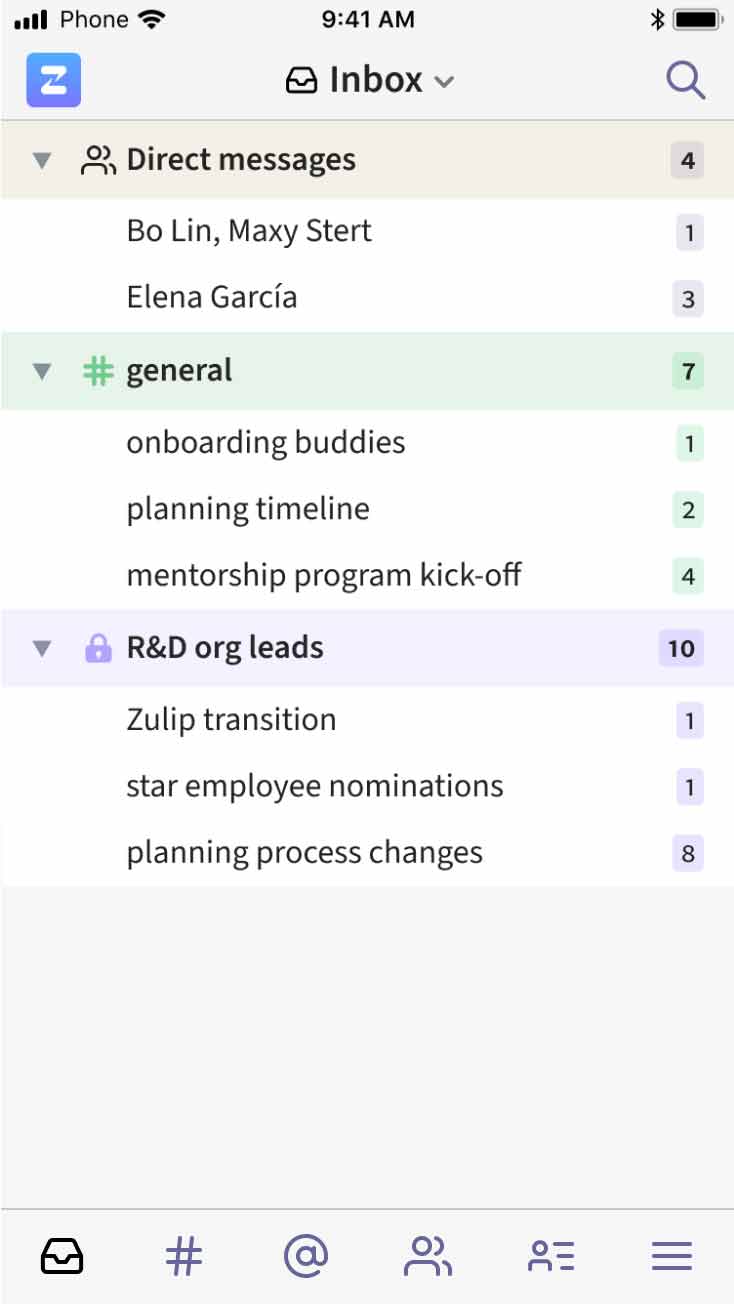 Phone 9:41 AM
Inbox
Direct messages 4
Bo Lin, Maxy Stert 1
Elena García 3
general 7
onboarding buddies 1
planning timeline 2
mentorship program kick-off 4
R&D org leads 10
Zulip transition 1
star employee nominations 1
planning process changes 8